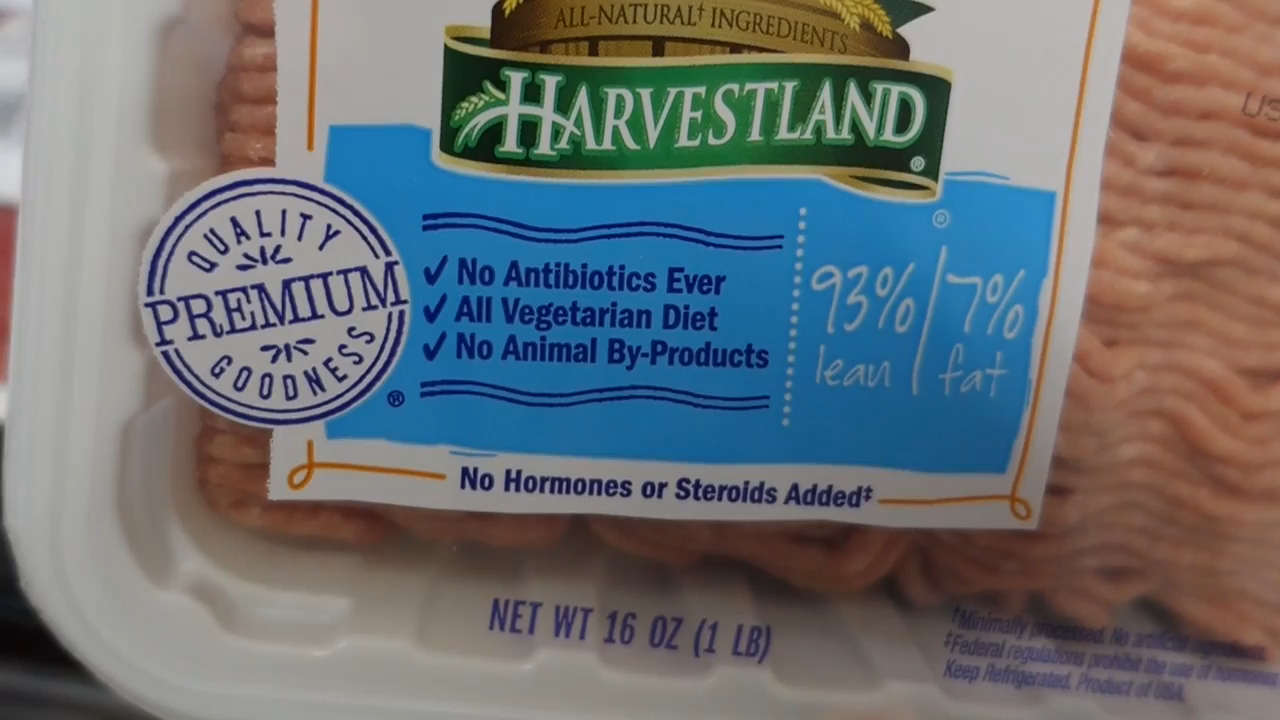 ALL-NATURAL† INGREDIENTS
HARVESTLAND®
®
QUALITY
PREMIUM
GOODNESS
®
✓ No Antibiotics Ever
✓ All Vegetarian Diet
✓ No Animal By-Products
93% lean / 7% fat
No Hormones or Steroids Added‡
NET WT 16 OZ (1 LB)
†Minimally processed. No artificial ingredients.
‡Federal regulations prohibit the use of hormones.
Keep Refrigerated. Product of USA.
US